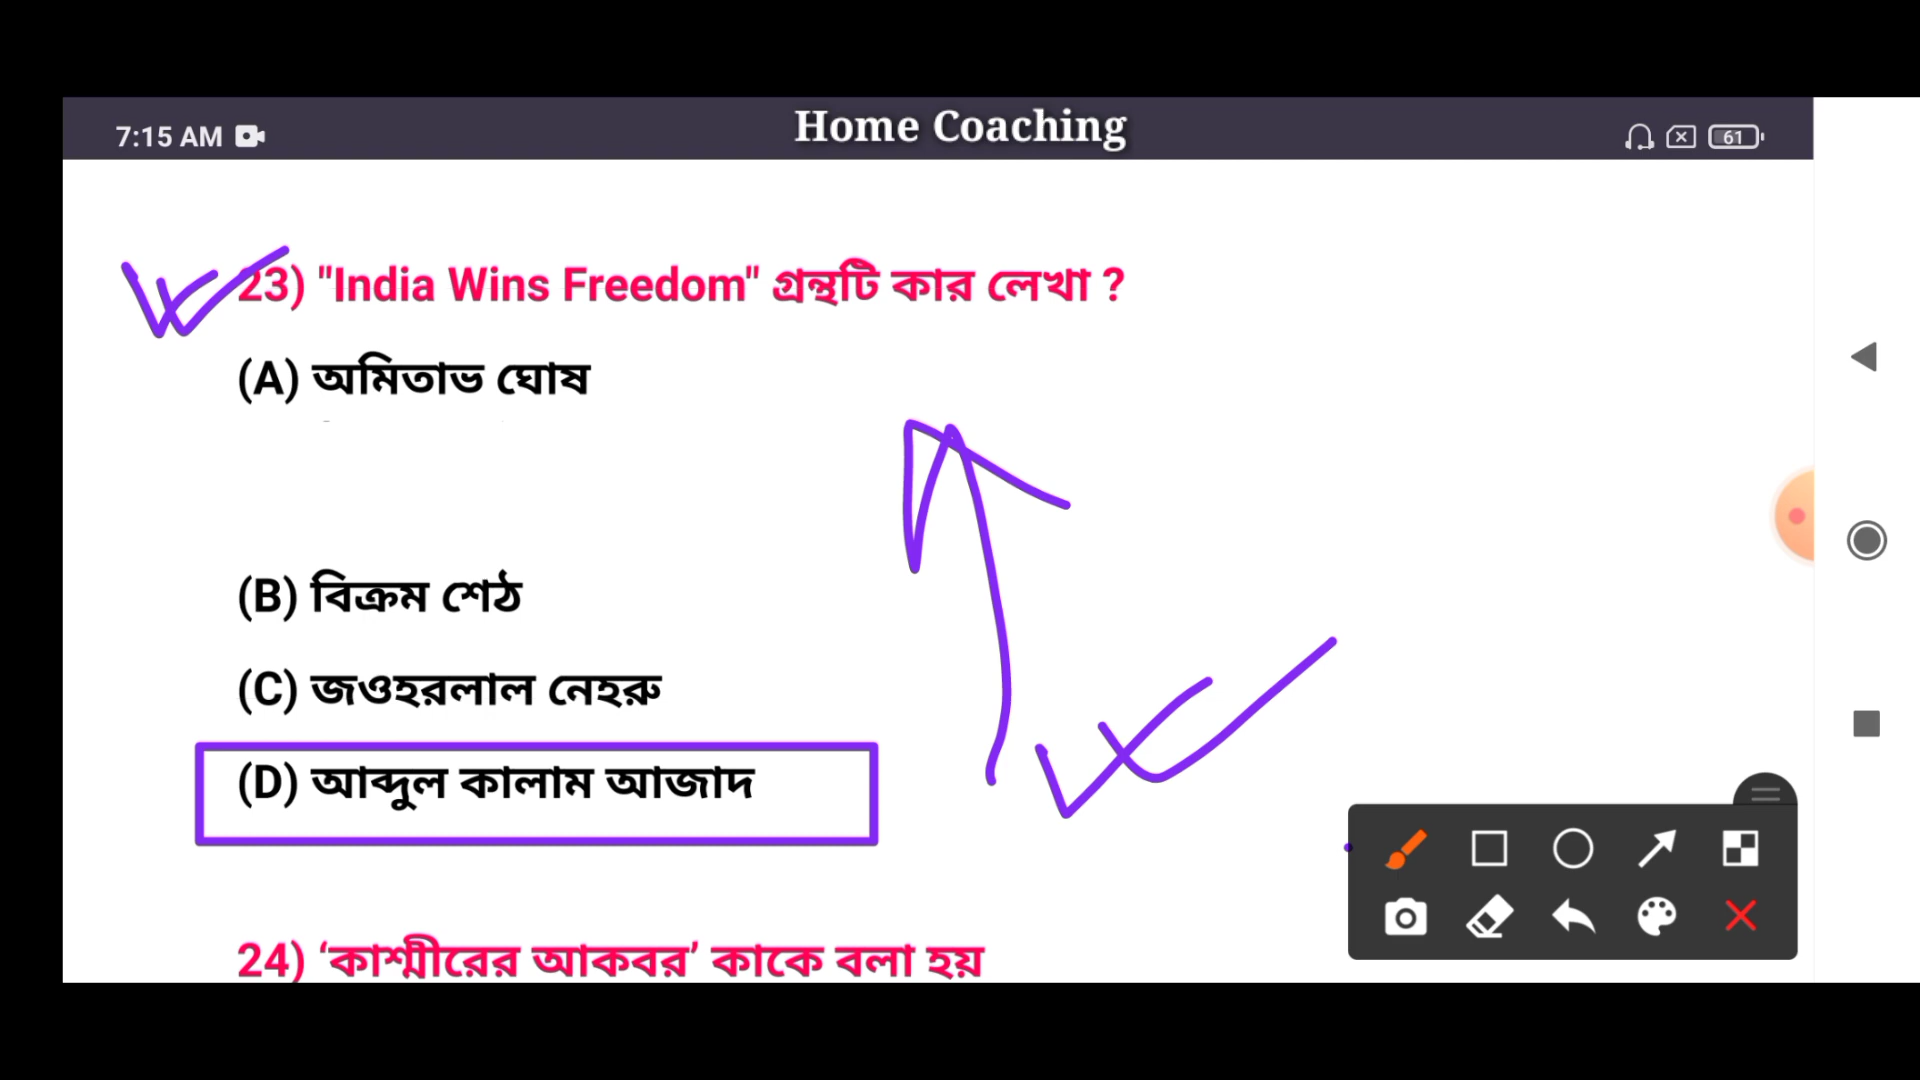 7:15 AM
Home Coaching
61
23) "India Wins Freedom" গ্রন্থটি কার লেখা ?
(A) অমিতাভ ঘোষ
(B) বিক্রম শেঠ
(C) জওহরলাল নেহরু
(D) আব্দুল কালাম আজাদ
24) ‘কাশ্মীরের আকবর’ কাকে বলা হয়